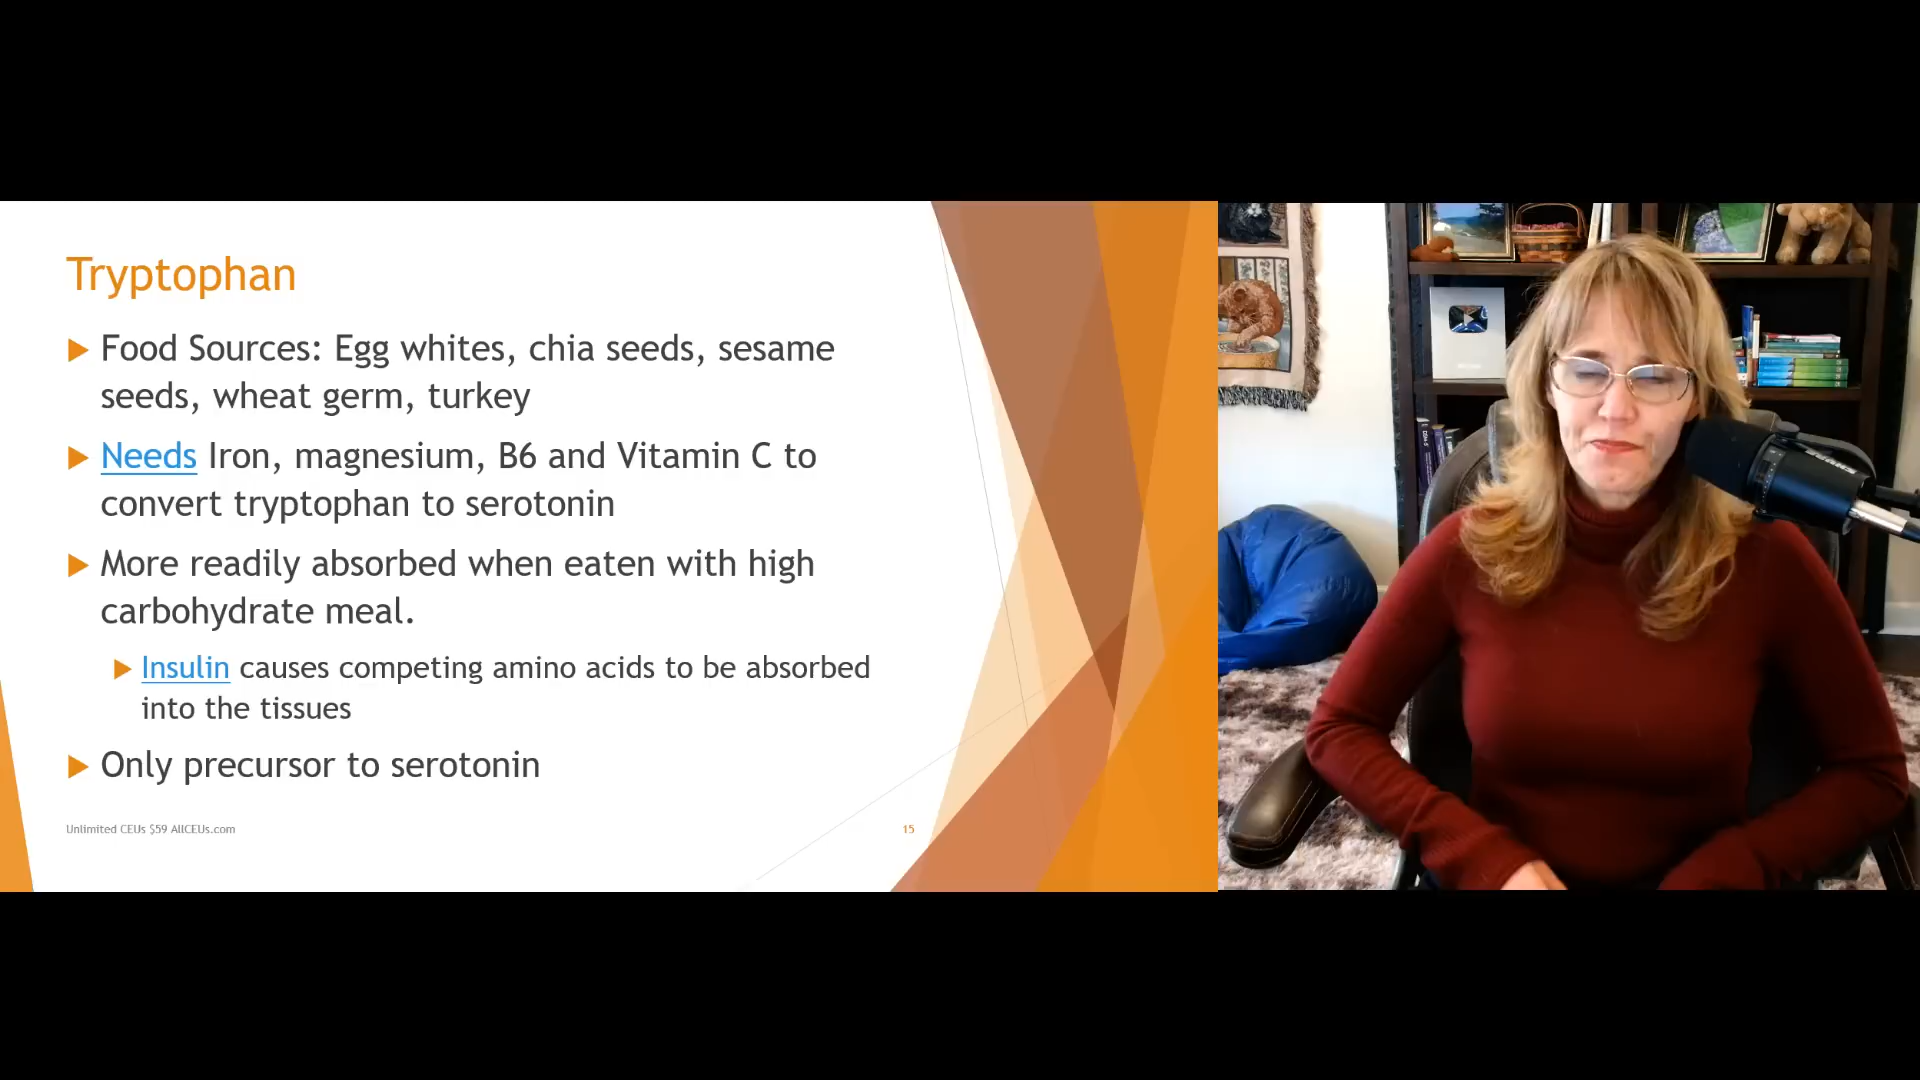 Tryptophan
Food Sources: Egg whites, chia seeds, sesame
seeds, wheat germ, turkey
Needs Iron, magnesium, B6 and Vitamin C to
convert tryptophan to serotonin
More readily absorbed when eaten with high
carbohydrate meal.
Insulin causes competing amino acids to be absorbed
into the tissues
Only precursor to serotonin
Unlimited CEUs $59 AllCEUs.com
15